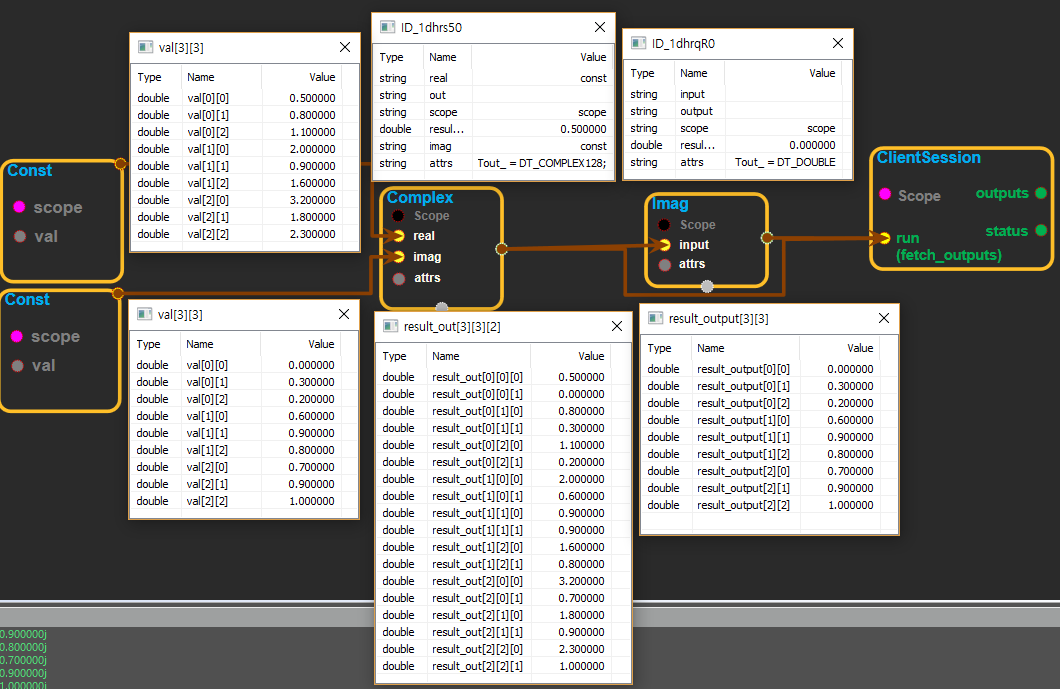 val[3][3]
Type Name Value
double val[0][0] 0.500000
double val[0][1] 0.800000
double val[0][2] 1.100000
double val[1][0] 2.000000
double val[1][1] 0.900000
double val[1][2] 1.600000
double val[2][0] 3.200000
double val[2][1] 1.800000
double val[2][2] 2.300000
ID_1dhrs50
Type Name Value
string real const
string out
string scope scope
double resul... 0.500000
string imag const
string attrs Tout_ = DT_COMPLEX128;
ID_1dhrqR0
Type Name Value
string input
string output
string scope scope
double resul... 0.000000
string attrs Tout_ = DT_DOUBLE
Const
scope
val
Complex
Scope
real
imag
attrs
Imag
Scope
input
attrs
ClientSession
Scope
outputs
status
run
(fetch_outputs)
Const
scope
val
val[3][3]
Type Name Value
double val[0][0] 0.000000
double val[0][1] 0.300000
double val[0][2] 0.200000
double val[1][0] 0.600000
double val[1][1] 0.900000
double val[1][2] 0.800000
double val[2][0] 0.700000
double val[2][1] 0.900000
double val[2][2] 1.000000
result_out[3][3][2]
Type Name Value
double result_out[0][0][0] 0.500000
double result_out[0][0][1] 0.000000
double result_out[0][1][0] 0.800000
double result_out[0][1][1] 0.300000
double result_out[0][2][0] 1.100000
double result_out[0][2][1] 0.200000
double result_out[1][0][0] 2.000000
double result_out[1][0][1] 0.600000
double result_out[1][1][0] 0.900000
double result_out[1][1][1] 0.900000
double result_out[1][2][0] 1.600000
double result_out[1][2][1] 0.800000
double result_out[2][0][0] 3.200000
double result_out[2][0][1] 0.700000
double result_out[2][1][0] 1.800000
double result_out[2][1][1] 0.900000
double result_out[2][2][0] 2.300000
double result_out[2][2][1] 1.000000
result_output[3][3]
Type Name Value
double result_output[0][0] 0.000000
double result_output[0][1] 0.300000
double result_output[0][2] 0.200000
double result_output[1][0] 0.600000
double result_output[1][1] 0.900000
double result_output[1][2] 0.800000
double result_output[2][0] 0.700000
double result_output[2][1] 0.900000
double result_output[2][2] 1.000000
0.900000j
0.800000j
0.700000j
0.900000j
1.000000j